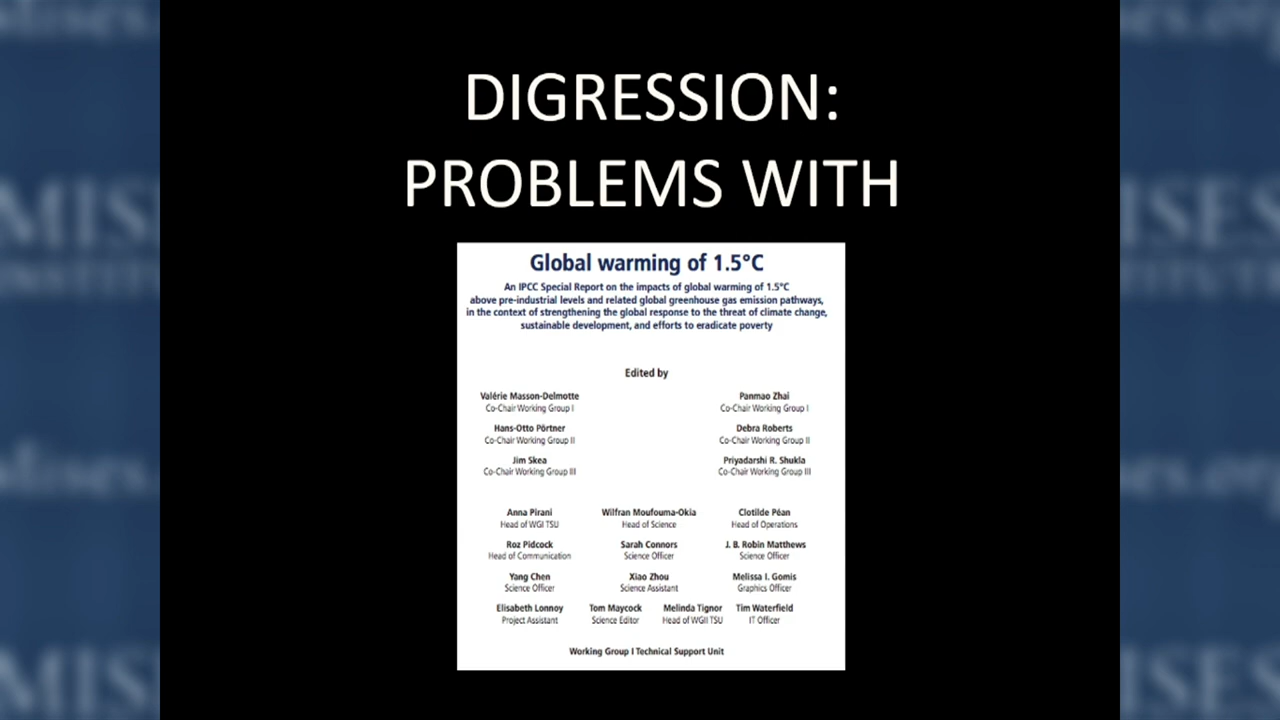 DIGRESSION:
PROBLEMS WITH
Global warming of 1.5°C
An IPCC Special Report on the impacts of global warming of 1.5°C
above pre-industrial levels and related global greenhouse gas emission pathways,
in the context of strengthening the global response to the threat of climate change,
sustainable development, and efforts to eradicate poverty
Edited by
Valérie Masson-Delmotte Panmao Zhai
Co-Chair Working Group I Co-Chair Working Group I
Hans-Otto Pörtner Debra Roberts
Co-Chair Working Group II Co-Chair Working Group II
Jim Skea Priyadarshi R. Shukla
Co-Chair Working Group III Co-Chair Working Group III
Anna Pirani Wilfran Moufouma-Okia Clotilde Péan
Head of WGI TSU Head of Science Head of Operations
Roz Pidcock Sarah Connors J. B. Robin Matthews
Head of Communication Science Officer Science Officer
Yang Chen Xiao Zhou Melissa I. Gomis
Science Officer Science Assistant Graphics Officer
Elisabeth Lonnoy Tom Maycock Melinda Tignor Tim Waterfield
Project Assistant Science Editor Head of WGII TSU IT Officer
Working Group I Technical Support Unit